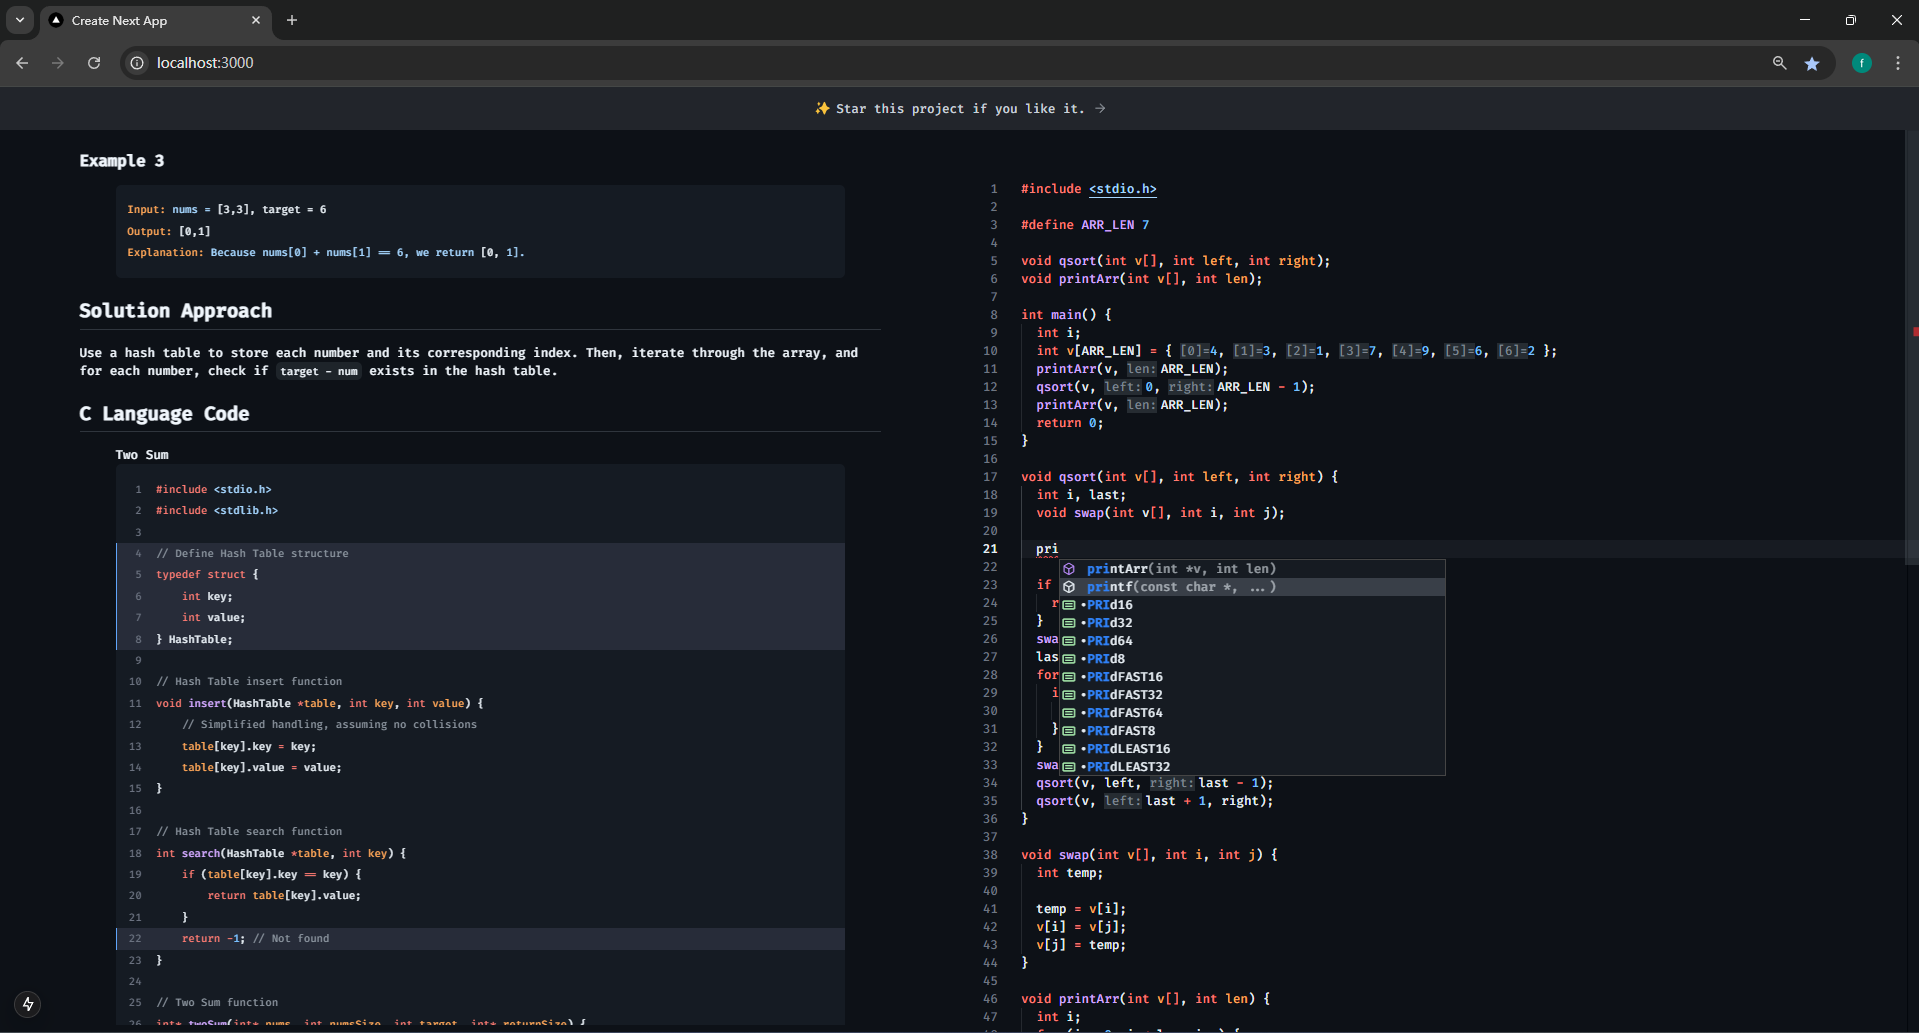 Create Next App
localhost:3000
f
✨ Star this project if you like it. →
Example 3
Input: nums = [3,3], target = 6
Output: [0,1]
Explanation: Because nums[0] + nums[1] == 6, we return [0, 1].
Solution Approach
Use a hash table to store each number and its corresponding index. Then, iterate through the array, and
for each number, check if target - num exists in the hash table.
C Language Code
Two Sum
1 #include <stdio.h>
2 #include <stdlib.h>
3
4 // Define Hash Table structure
5 typedef struct {
6     int key;
7     int value;
8 } HashTable;
9
10 // Hash Table insert function
11 void insert(HashTable *table, int key, int value) {
12     // Simplified handling, assuming no collisions
13     table[key].key = key;
14     table[key].value = value;
15 }
16
17 // Hash Table search function
18 int search(HashTable *table, int key) {
19     if (table[key].key == key) {
20         return table[key].value;
21     }
22     return -1; // Not found
23 }
24
25 // Two Sum function
26 int* twoSum(int* nums, int numsSize, int target, int* returnSize) {
1 #include <stdio.h>
2
3 #define ARR_LEN 7
4
5 void qsort(int v[], int left, int right);
6 void printArr(int v[], int len);
7
8 int main() {
9   int i;
10   int v[ARR_LEN] = { [0]=4, [1]=3, [2]=1, [3]=7, [4]=9, [5]=6, [6]=2 };
11   printArr(v, len: ARR_LEN);
12   qsort(v, left: 0, right: ARR_LEN - 1);
13   printArr(v, len: ARR_LEN);
14   return 0;
15 }
16
17 void qsort(int v[], int left, int right) {
18   int i, last;
19   void swap(int v[], int i, int j);
20
21   pri
22 printArr(int *v, int len)
23   if printf(const char *, ...)
24     r •PRId16
25   } •PRId32
26   swa •PRId64
27   las •PRId8
28   for •PRIdFAST16
29     i •PRIdFAST32
30 •PRIdFAST64
31     } •PRIdFAST8
32   } •PRIdLEAST16
33   swa •PRIdLEAST32
34   qsort(v, left, right: last - 1);
35   qsort(v, left: last + 1, right);
36 }
37
38 void swap(int v[], int i, int j) {
39   int temp;
40
41   temp = v[i];
42   v[i] = v[j];
43   v[j] = temp;
44 }
45
46 void printArr(int v[], int len) {
47   int i;